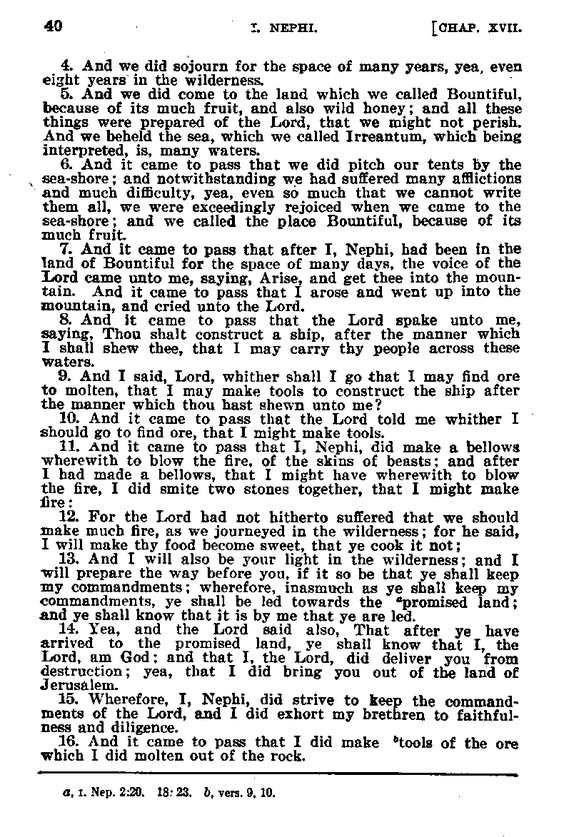 40 I. NEPHI. [CHAP. XVII.
4. And we did sojourn for the space of many years, yea, even
eight years in the wilderness.
5. And we did come to the land which we called Bountiful,
because of its much fruit, and also wild honey; and all these
things were prepared of the Lord, that we might not perish.
And we beheld the sea, which we called Irreantum, which being
interpreted, is, many waters.
6. And it came to pass that we did pitch our tents by the
sea-shore; and notwithstanding we had suffered many afflictions
and much difficulty, yea, even so much that we cannot write
them all, we were exceedingly rejoiced when we came to the
sea-shore; and we called the place Bountiful, because of its
much fruit.
7. And it came to pass that after I, Nephi, had been in the
land of Bountiful for the space of many days, the voice of the
Lord came unto me, saying, Arise, and get thee into the moun-
tain. And it came to pass that I arose and went up into the
mountain, and cried unto the Lord.
8. And it came to pass that the Lord spake unto me,
saying, Thou shalt construct a ship, after the manner which
I shall shew thee, that I may carry thy people across these
waters.
9. And I said, Lord, whither shall I go that I may find ore
to molten, that I may make tools to construct the ship after
the manner which thou hast shewn unto me?
10. And it came to pass that the Lord told me whither I
should go to find ore, that I might make tools.
11. And it came to pass that I, Nephi, did make a bellows
wherewith to blow the fire, of the skins of beasts; and after
I had made a bellows, that I might have wherewith to blow
the fire, I did smite two stones together, that I might make
fire:
12. For the Lord had not hitherto suffered that we should
make much fire, as we journeyed in the wilderness; for he said,
I will make thy food become sweet, that ye cook it not;
13. And I will also be your light in the wilderness; and I
will prepare the way before you, if it so be that ye shall keep
my commandments; wherefore, inasmuch as ye shall keep my
commandments, ye shall be led towards the ᵃpromised land;
and ye shall know that it is by me that ye are led.
14. Yea, and the Lord said also, That after ye have
arrived to the promised land, ye shall know that I, the
Lord, am God; and that I, the Lord, did deliver you from
destruction; yea, that I did bring you out of the land of
Jerusalem.
15. Wherefore, I, Nephi, did strive to keep the command-
ments of the Lord, and I did exhort my brethren to faithful-
ness and diligence.
16. And it came to pass that I did make ᵇtools of the ore
which I did molten out of the rock.
a, I. Nep. 2:20. 18:23. b, vers. 9, 10.